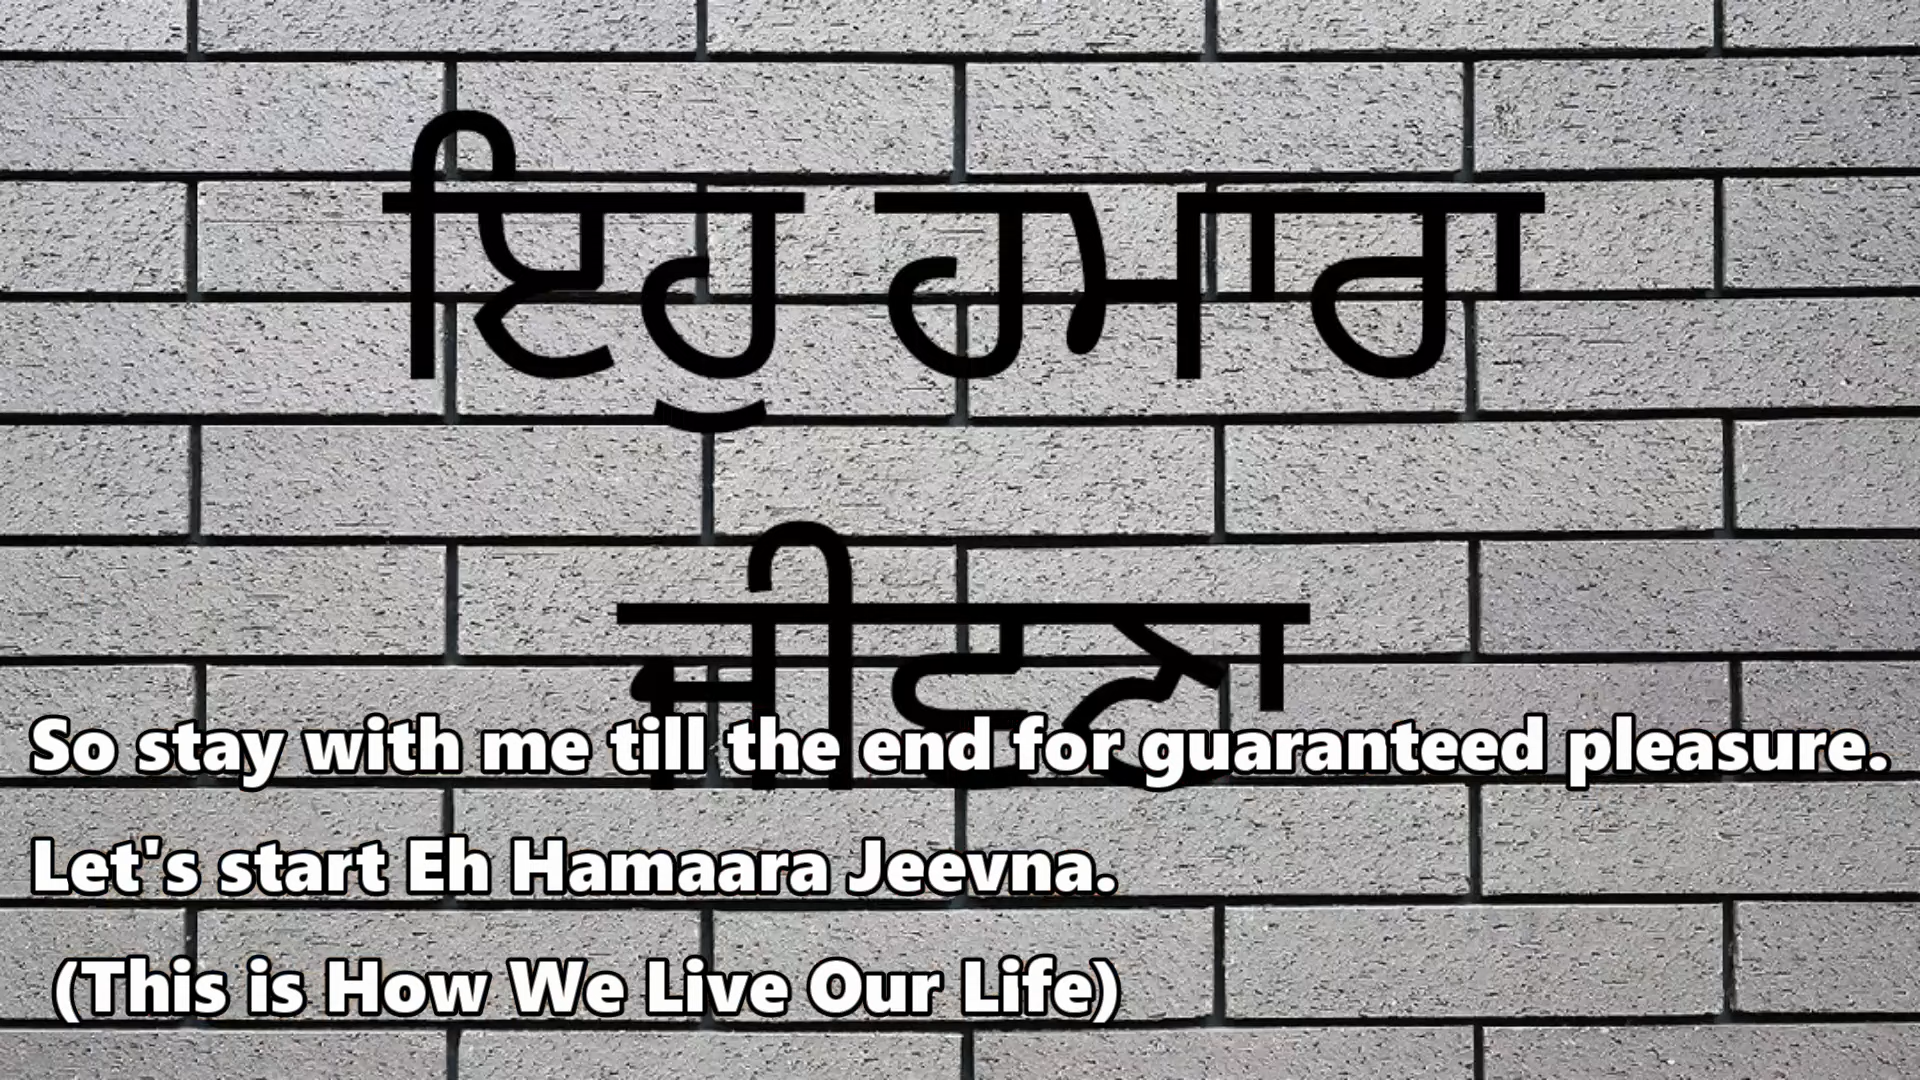 ਇਹੁ ਹਮਾਰਾ
ਜੀਵਣਾ
So stay with me till the end for guaranteed pleasure.
Let's start Eh Hamaara Jeevna.
(This is How We Live Our Life)